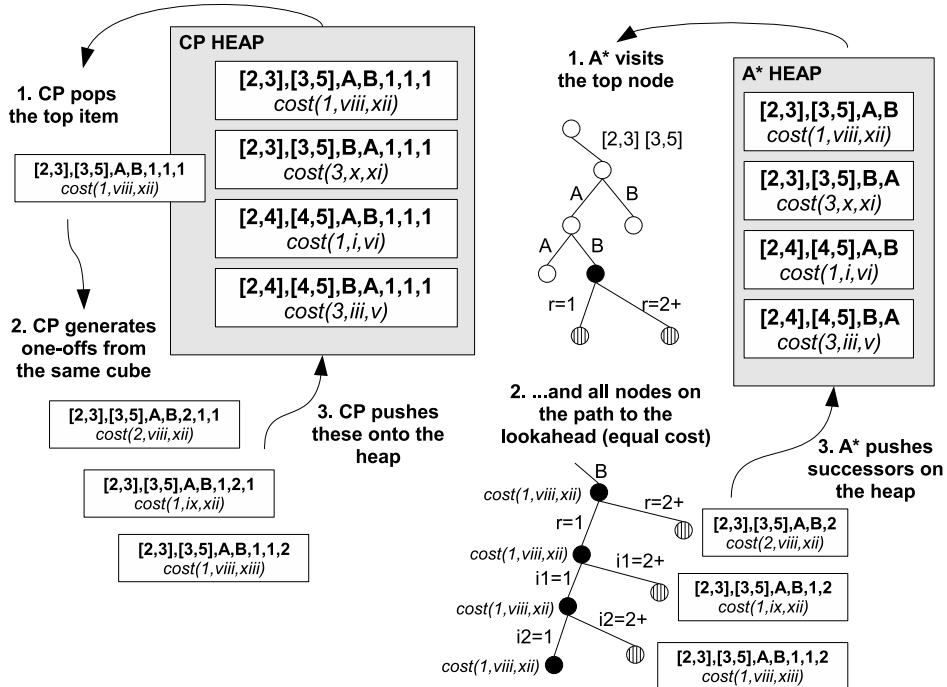 CP HEAP
[2,3],[3,5],A,B,1,1,1
cost(1,viii,xii)
[2,3],[3,5],B,A,1,1,1
cost(3,x,xi)
[2,4],[4,5],A,B,1,1,1
cost(1,i,vi)
[2,4],[4,5],B,A,1,1,1
cost(3,iii,v)
1. CP pops
the top item
[2,3],[3,5],A,B,1,1,1
cost(1,viii,xii)
2. CP generates
one-offs from
the same cube
[2,3],[3,5],A,B,2,1,1
cost(2,viii,xii)
[2,3],[3,5],A,B,1,2,1
cost(1,ix,xii)
[2,3],[3,5],A,B,1,1,2
cost(1,viii,xiii)
3. CP pushes
these onto the
heap
1. A* visits
the top node
[2,3] [3,5]
A
B
A
B
r=1
r=2+
A* HEAP
[2,3],[3,5],A,B
cost(1,viii,xii)
[2,3],[3,5],B,A
cost(3,x,xi)
[2,4],[4,5],A,B
cost(1,i,vi)
[2,4],[4,5],B,A
cost(3,iii,v)
2. ...and all nodes on
the path to the
lookahead (equal cost)
B
cost(1,viii,xii)
r=2+
r=1
cost(1,viii,xii)
i1=2+
i1=1
cost(1,viii,xii)
i2=2+
i2=1
cost(1,viii,xii)
3. A* pushes
successors on
the heap
[2,3],[3,5],A,B,2
cost(2,viii,xii)
[2,3],[3,5],A,B,1,2
cost(1,ix,xii)
[2,3],[3,5],A,B,1,1,2
cost(1,viii,xiii)